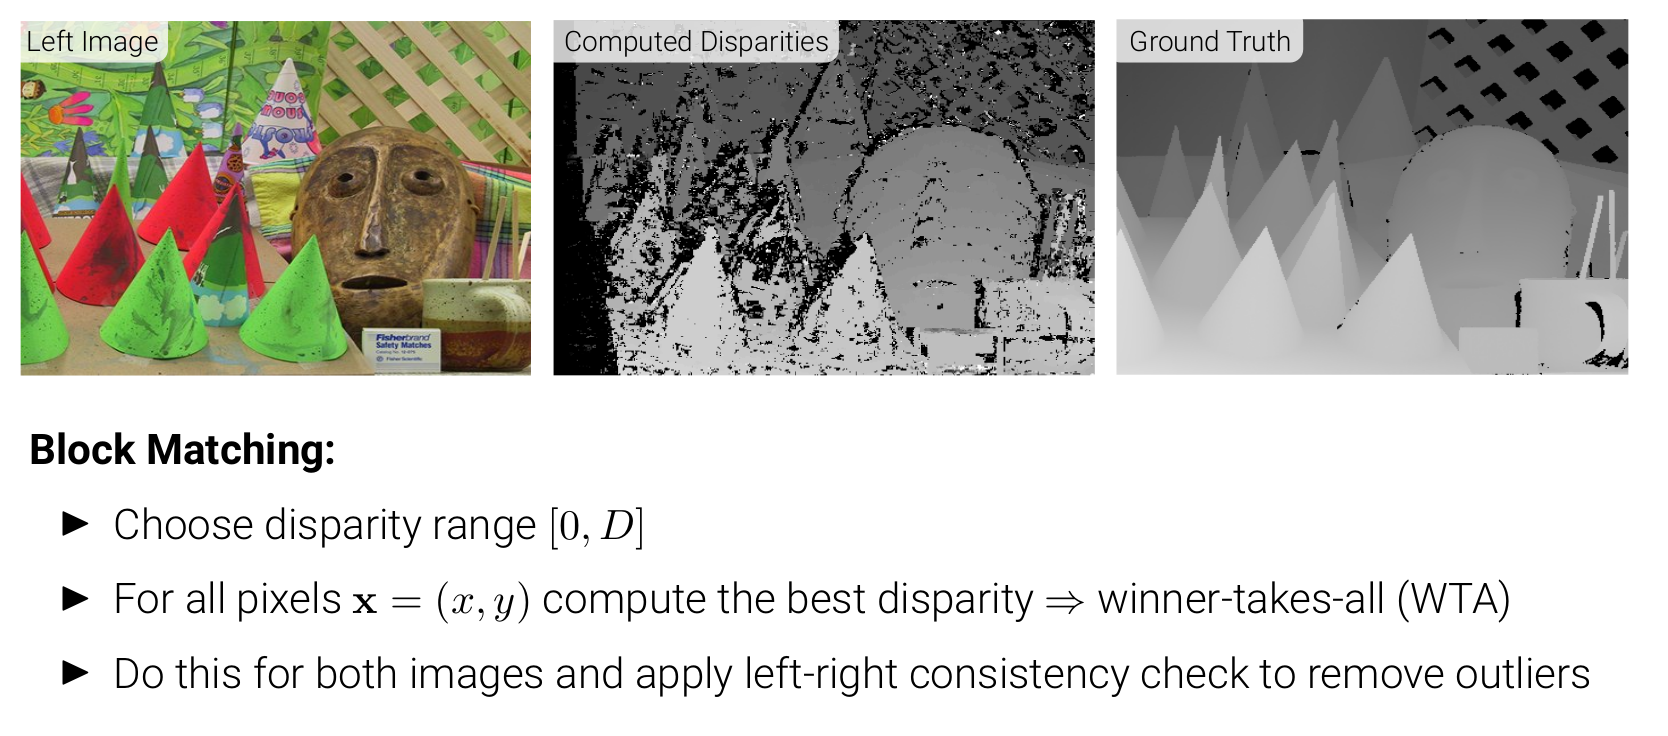 Left Image
Computed Disparities
Ground Truth
Fisherbrand
Safety Matches
Fisher Scientific
Block Matching:
► Choose disparity range [0, D]
► For all pixels x = (x, y) compute the best disparity ⇒ winner-takes-all (WTA)
► Do this for both images and apply left-right consistency check to remove outliers